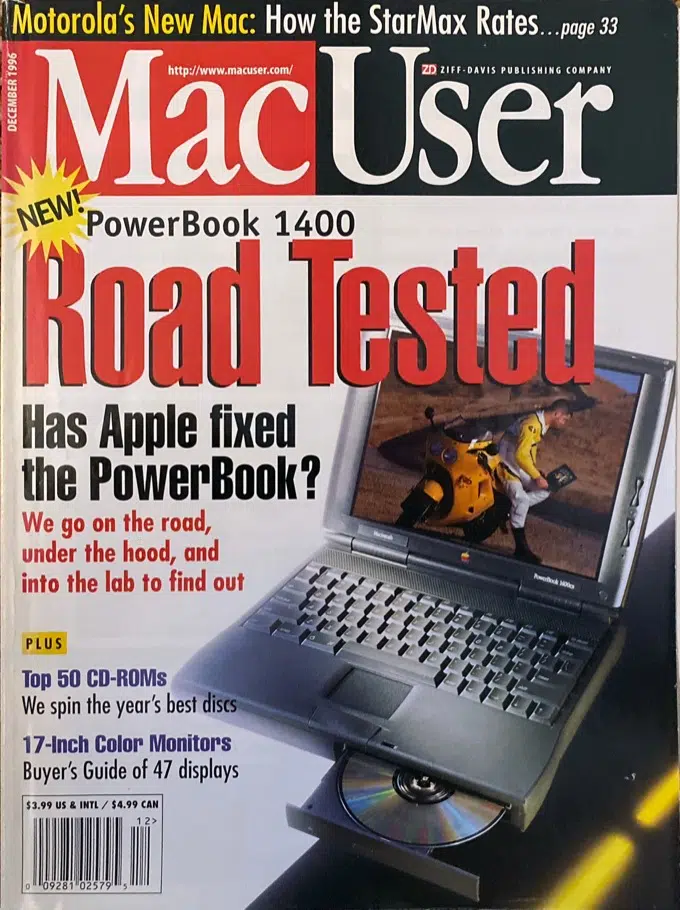 Motorola's New Mac: How the StarMax Rates...page 33
DECEMBER 1996
http://www.macuser.com/
ZD ZIFF-DAVIS PUBLISHING COMPANY
MacUser
NEW!
PowerBook 1400
Road Tested
Has Apple fixed
the PowerBook?
We go on the road,
under the hood, and
into the lab to find out
Macintosh
PowerBook 1400cs
PLUS
Top 50 CD-ROMs
We spin the year's best discs
17-Inch Color Monitors
Buyer's Guide of 47 displays
$3.99 US & INTL / $4.99 CAN
12>
0 09281 02579 5